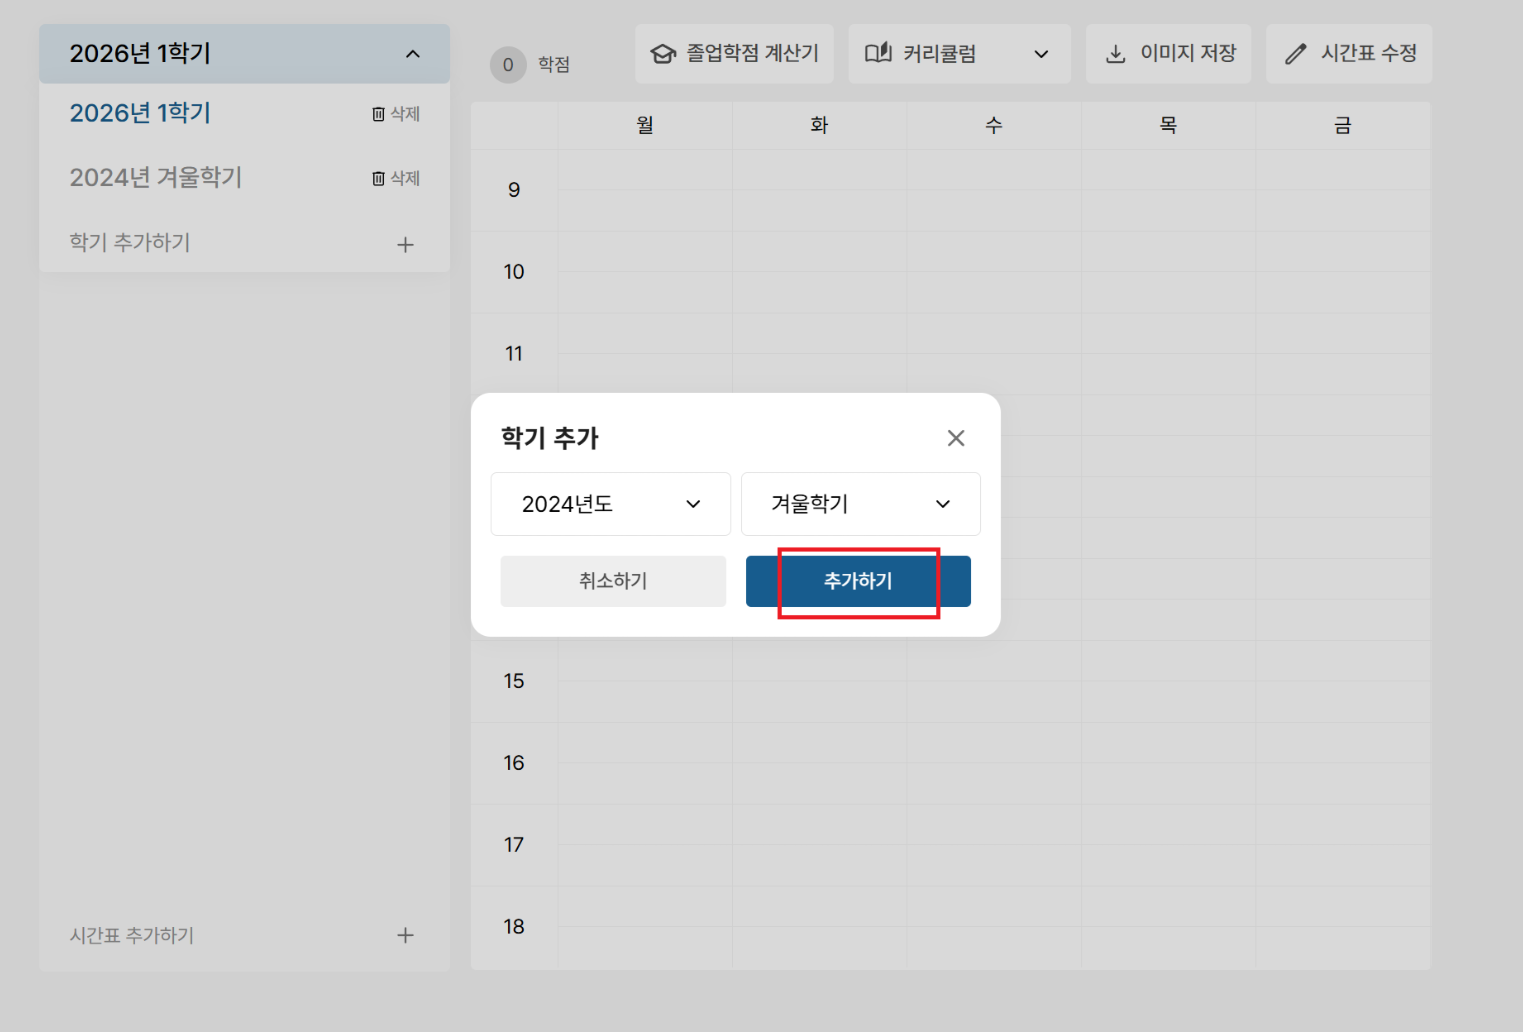 2026년 1학기
2026년 1학기
삭제
2024년 겨울학기
삭제
학기 추가하기
시간표 추가하기
0 학점
졸업학점 계산기
커리큘럼
이미지 저장
시간표 수정
월 화 수 목 금
9
10
11
학기 추가
2024년도
겨울학기
취소하기
추가하기
15
16
17
18